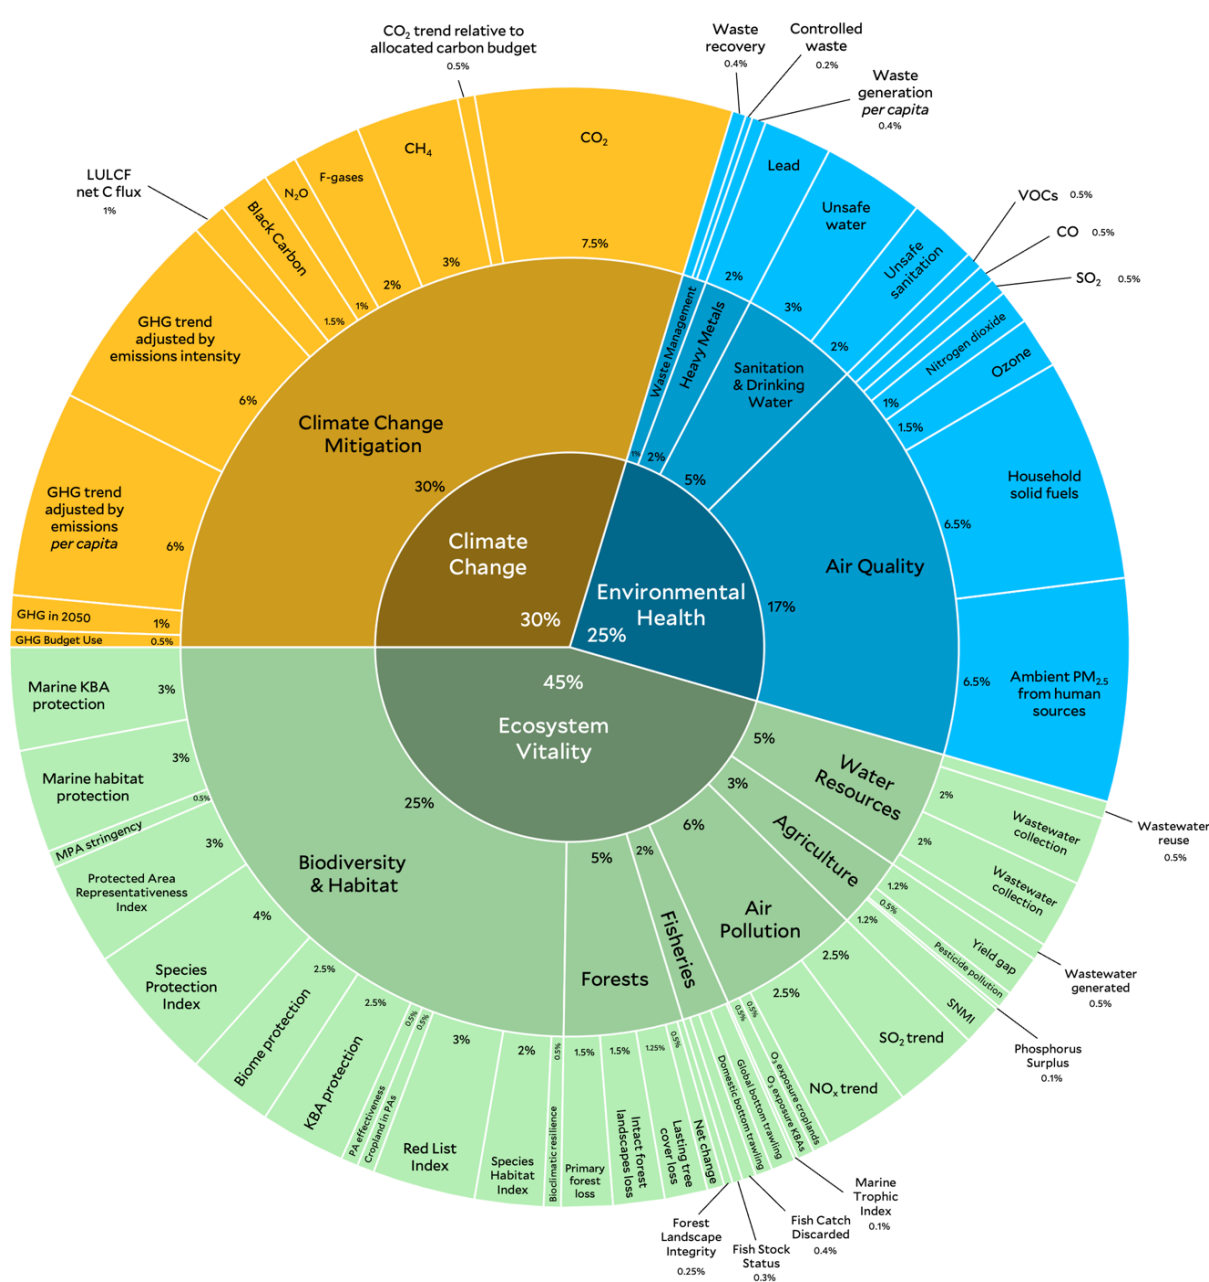 CO₂ trend relative to
allocated carbon budget
0.5%
Waste
recovery
0.4%
Controlled
waste
0.2%
Waste
generation
per capita
0.4%
LULCF
net C flux
1%
CO₂
7.5%
CH₄
3%
F-gases
2%
N₂O
1%
Black Carbon
1.5%
GHG trend
adjusted by
emissions intensity
6%
GHG trend
adjusted by
emissions
per capita
6%
GHG in 2050
1%
GHG Budget Use
0.5%
Climate Change
Mitigation
30%
Climate
Change
30%
Lead
2%
Unsafe
water
3%
Unsafe
sanitation
2%
VOCs 0.5%
CO 0.5%
SO₂ 0.5%
Nitrogen dioxide
1%
Ozone
1.5%
Household
solid fuels
6.5%
Ambient PM₂.₅
from human
sources
6.5%
Waste Management
1%
Heavy Metals
2%
Sanitation
& Drinking
Water
5%
Air Quality
17%
Environmental
Health
25%
45%
Ecosystem
Vitality
5%
Water
Resources
3%
Agriculture
6%
Air
Pollution
2%
Fisheries
5%
Forests
25%
Biodiversity
& Habitat
Wastewater
reuse
0.5%
2%
Wastewater
collection
2%
Wastewater
collection
Wastewater
generated
0.5%
1.2%
Yield gap
0.5%
Pesticide pollution
Phosphorus
Surplus
0.1%
1.2%
SNMI
2.5%
SO₂ trend
2.5%
NOₓ trend
0.5%
O₃ exposure croplands
0.5%
O₃ exposure KBAs
Marine
Trophic
Index
0.1%
Global bottom trawling
Domestic bottom trawling
Fish Catch
Discarded
0.4%
Fish Stock
Status
0.3%
Forest
Landscape
Integrity
0.25%
0.5%
Net change
1.25%
Lasting tree
cover loss
1.5%
Intact forest
landscapes loss
1.5%
Primary
forest
loss
0.5%
Bioclimatic resilience
2%
Species
Habitat
Index
3%
Red List
Index
0.5%
Cropland in PAs
0.5%
PA effectiveness
2.5%
KBA protection
2.5%
Biome protection
4%
Species
Protection
Index
3%
Protected Area
Representativeness
Index
0.5%
MPA stringency
3%
Marine habitat
protection
3%
Marine KBA
protection